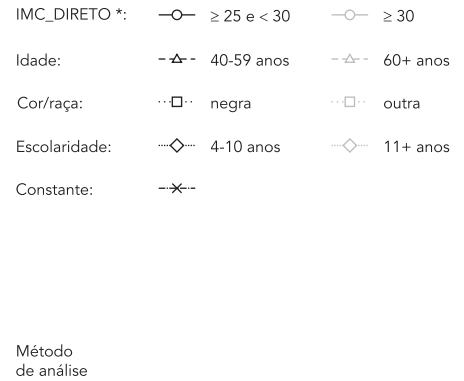 IMC_DIRETO *: ≥ 25 e < 30 ≥ 30
Idade: 40-59 anos 60+ anos
Cor/raça: negra outra
Escolaridade: 4-10 anos 11+ anos
Constante:
Método
de análise